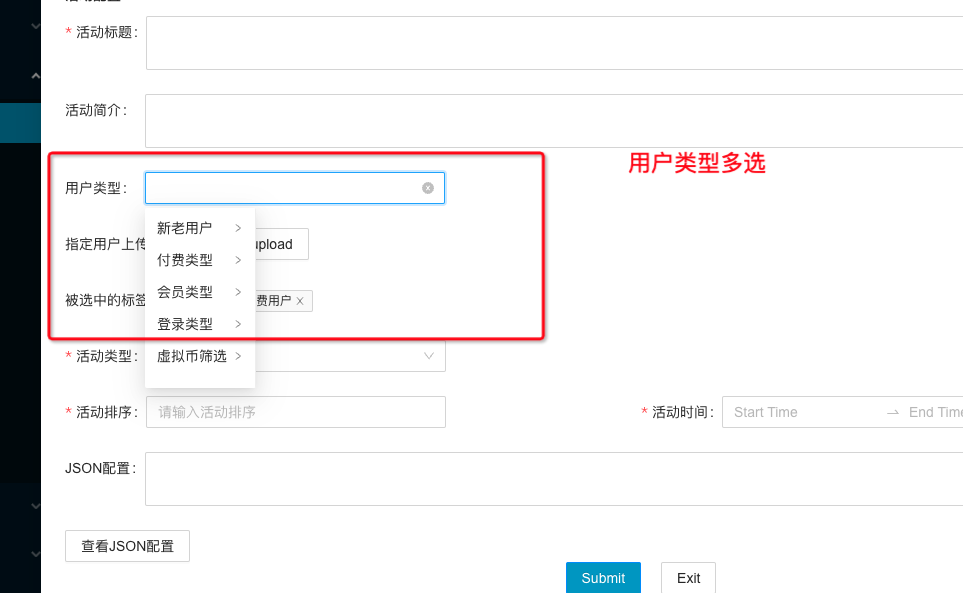 * 活动标题:
活动简介:
用户类型多选
用户类型:
新老用户
指定用户上传
upload
付费类型
会员类型
被选中的标签
费用户
登录类型
* 活动类型:
虚拟币筛选
* 活动排序:
请输入活动排序
* 活动时间:
Start Time
End Time
JSON配置:
查看JSON配置
Submit
Exit